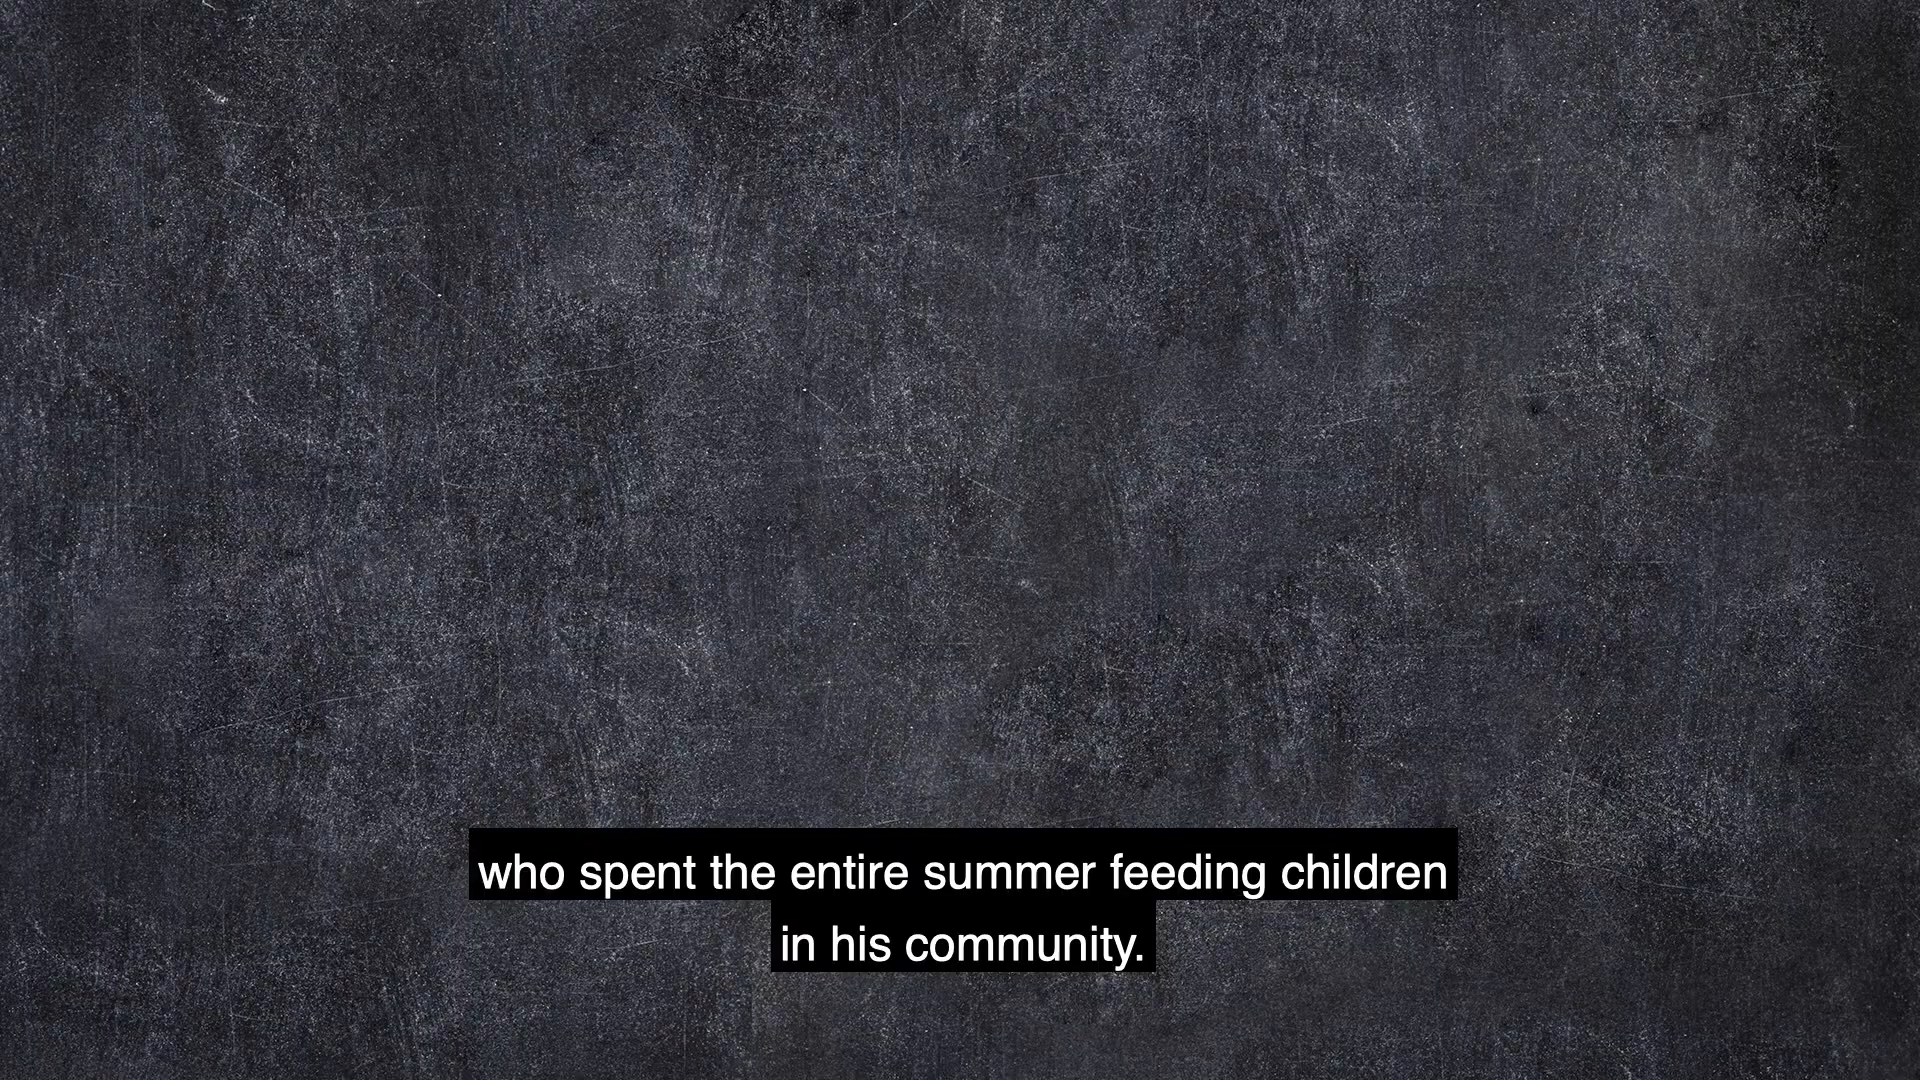 who spent the entire summer feeding children
in his community.